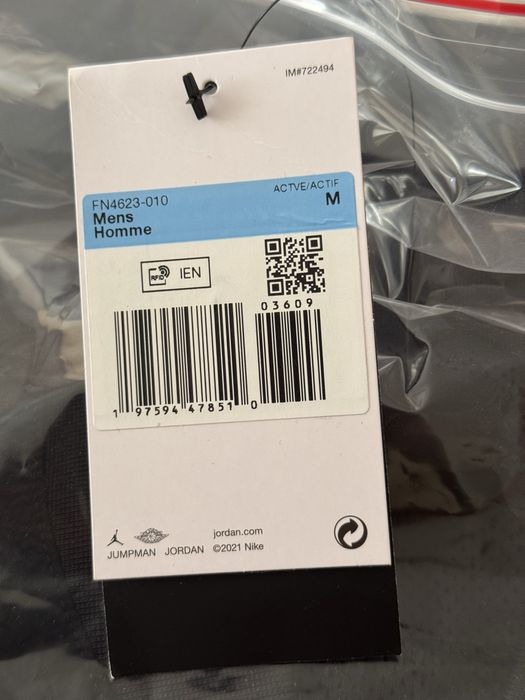 IM#722494
FN4623-010
ACTVE/ACTIF
Mens
M
Homme
RFID
IEN
03609
1 97594 47851 0
jordan.com
JUMPMAN JORDAN ©2021 Nike